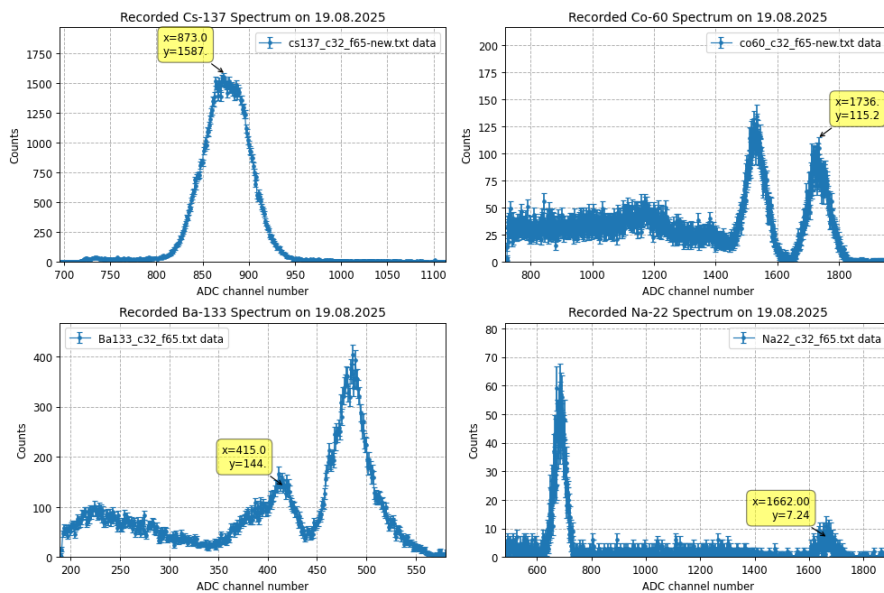 Recorded Cs-137 Spectrum on 19.08.2025
x=873.0
y=1587.
cs137_c32_f65-new.txt data
Counts
1750
1500
1250
1000
750
500
250
0
700 750 800 850 900 950 1000 1050 1100
ADC channel number
Recorded Co-60 Spectrum on 19.08.2025
co60_c32_f65-new.txt data
x=1736.
y=115.2
Counts
200
175
150
125
100
75
50
25
0
800 1000 1200 1400 1600 1800
ADC channel number
Recorded Ba-133 Spectrum on 19.08.2025
Ba133_c32_f65.txt data
x=415.0
y=144.
Counts
400
300
200
100
0
200 250 300 350 400 450 500 550
ADC channel number
Recorded Na-22 Spectrum on 19.08.2025
Na22_c32_f65.txt data
x=1662.00
y=7.24
Counts
80
70
60
50
40
30
20
10
0
600 800 1000 1200 1400 1600 1800
ADC channel number